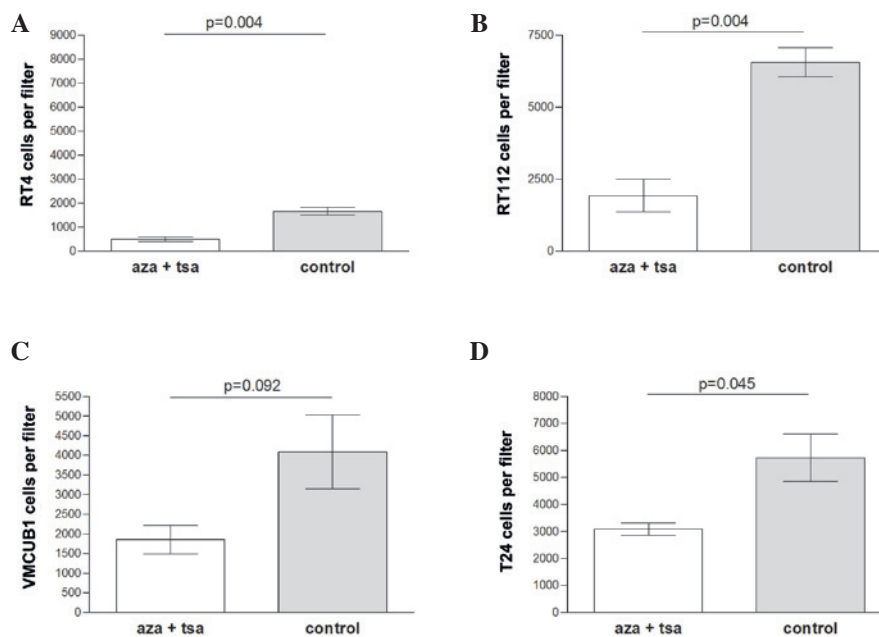 A
p=0.004
9000
8000
7000
6000
5000
4000
3000
2000
1000
0
RT4 cells per filter
aza + tsa control
B
p=0.004
7500
5000
2500
0
RT112 cells per filter
aza + tsa control
C
p=0.092
5500
5000
4500
4000
3500
3000
2500
2000
1500
1000
500
0
VMCUB1 cells per filter
aza + tsa control
D
p=0.045
8000
7000
6000
5000
4000
3000
2000
1000
0
T24 cells per filter
aza + tsa control